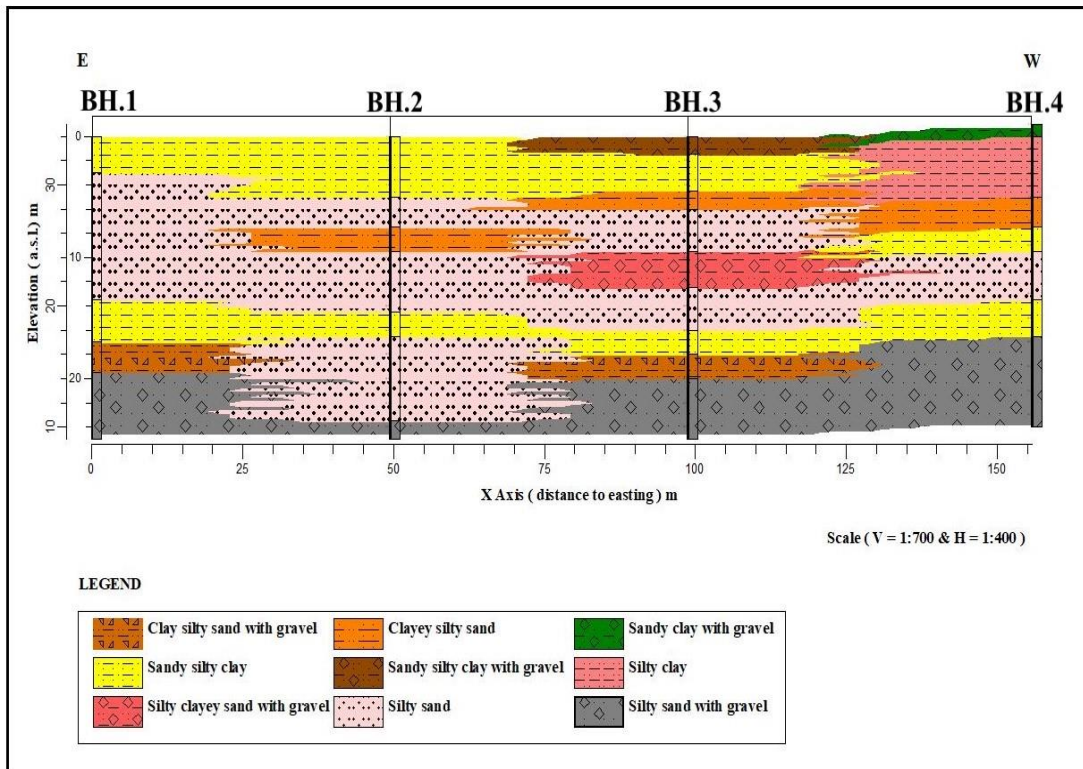 E W
BH.1 BH.2 BH.3 BH.4
0
30
10
20
20
10
Elevation ( a.s.l.) m
0 25 50 75 100 125 150
X Axis ( distance to easting ) m
Scale ( V = 1:700 & H = 1:400 )
LEGEND
Clay silty sand with gravel Clayey silty sand Sandy clay with gravel
Sandy silty clay Sandy silty clay with gravel Silty clay
Silty clayey sand with gravel Silty sand Silty sand with gravel